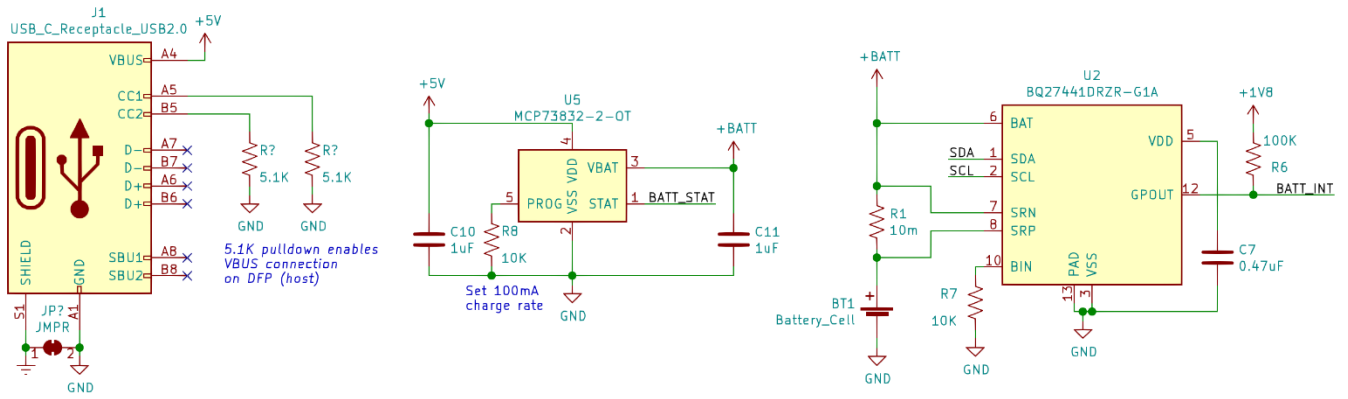 J1
USB_C_Receptacle_USB2.0
+5V
VBUS
A4
CC1
A5
CC2
B5
D-
A7
D-
B7
D+
A6
D+
B6
SBU1
A8
SBU2
B8
SHIELD
GND
S1
A1
R?
5.1K
R?
5.1K
GND
GND
5.1K pulldown enables
VBUS connection
on DFP (host)
JP?
JMPR
1
2
GND
+5V
U5
MCP73832-2-OT
4
VDD
VBAT
3
+BATT
5
PROG
VSS
STAT
1
BATT_STAT
2
C10
1uF
R8
10K
C11
1uF
Set 100mA
charge rate
GND
+BATT
R1
10m
BT1
+
Battery_Cell
GND
U2
BQ27441DRZR-G1A
6
BAT
SDA
1
SDA
SCL
2
SCL
7
SRN
8
SRP
10
BIN
VDD
5
GPOUT
12
PAD
VSS
13
3
R7
10K
GND
GND
+1V8
100K
R6
BATT_INT
C7
0.47uF